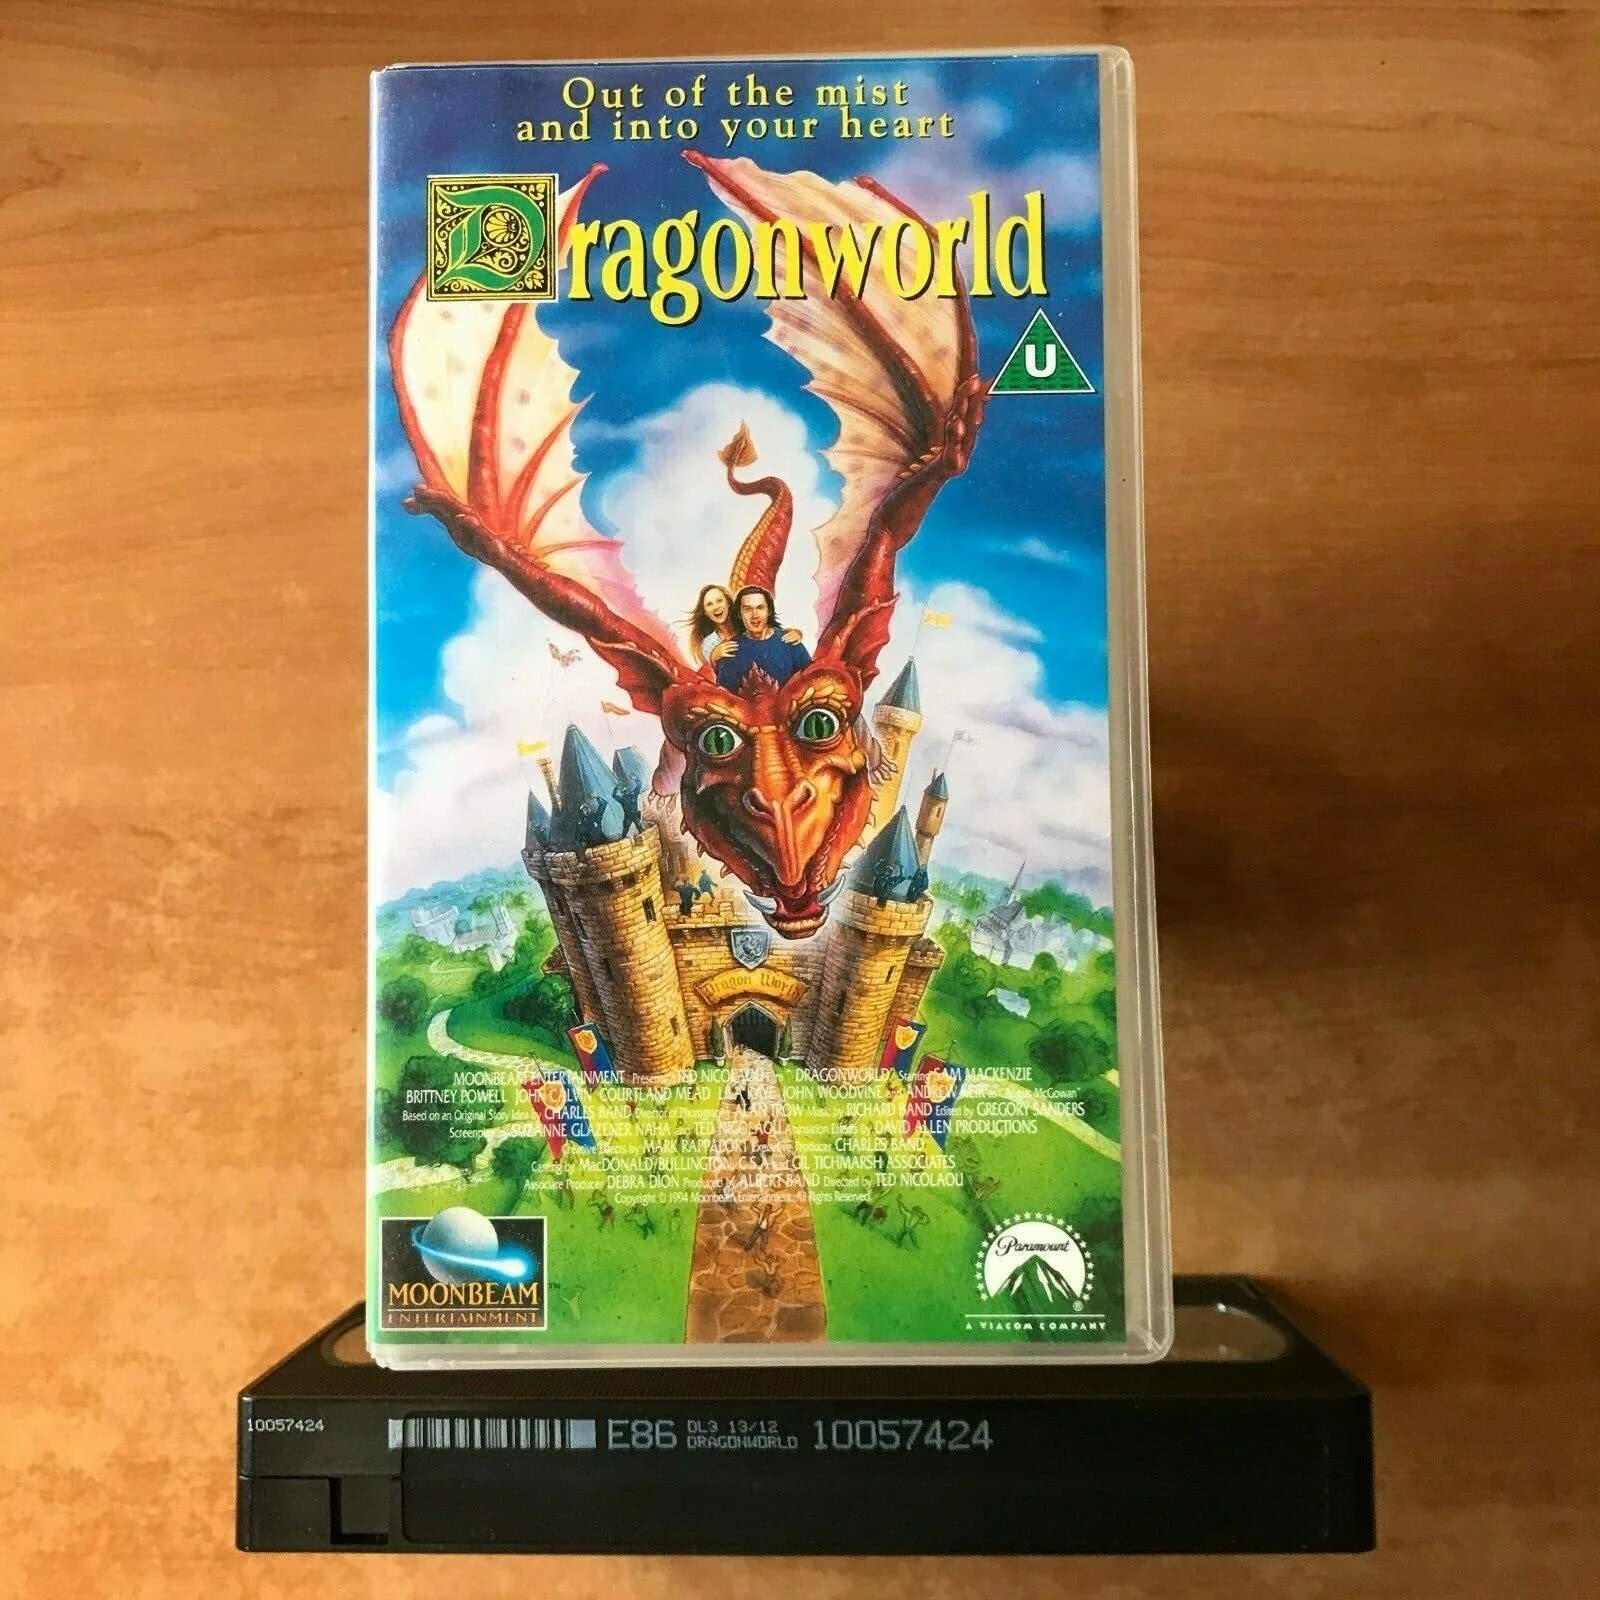 Out of the mist
and into your heart
Dragonworld
U
Dragon World
MOONBEAM ENTERTAINMENT Presents A TED NICOLAOU Film "DRAGONWORLD" Starring SAM MACKENZIE
BRITTNEY POWELL JOHN CALVIN COURTLAND MEAD LILA KAYE JOHN WOODVINE and ANDREW KEIR as "Angus McGowan"
Based on an Original Story Idea by CHARLES BAND Director of Photography ALAN TROW Music by RICHARD BAND Edited by GREGORY SANDERS
Screenplay by SUZANNE GLAZENER NAHA and TED NICOLAOU Animation Effects by DAVID ALLEN PRODUCTIONS
Creative Effects by MARK RAPPAPORT Executive Producer CHARLES BAND
Casting by MacDONALD/BULLINGTON, C.S.A and GIL TICHMARSH ASSOCIATES
Associate Producer DEBRA DION Produced by ALBERT BAND Directed by TED NICOLAOU
Copyright © 1994 Moonbeam Entertainment. All Rights Reserved.
MOONBEAM™
ENTERTAINMENT
Paramount
®
A VIACOM COMPANY
10057424
E86 DL3 13/12 10057424
DRAGONWORLD